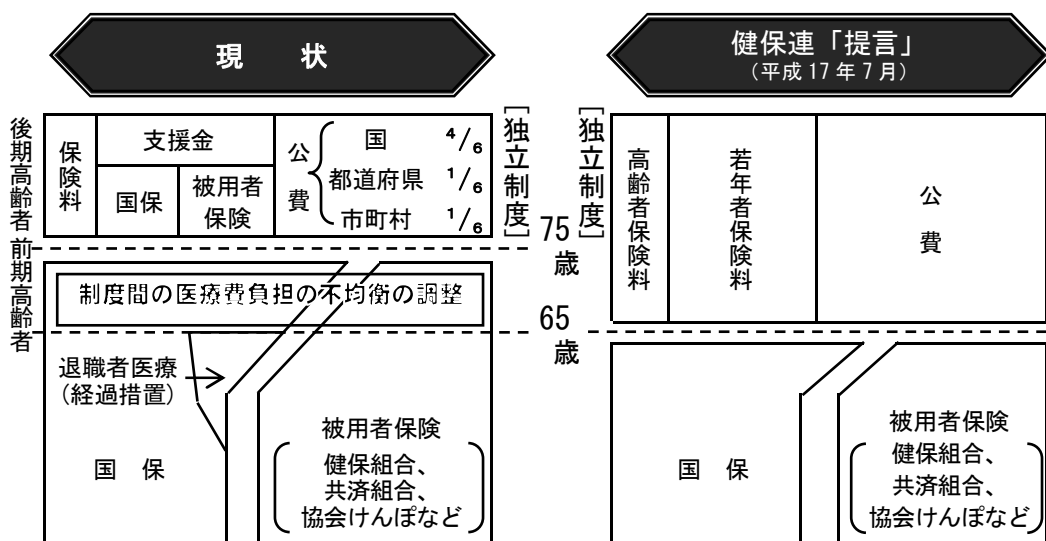 現　状
後期高齢者
保険料
支援金
国保
被用者
保険
公費
国 4/6
都道府県 1/6
市町村 1/6
［独立制度］
前期高齢者
75
歳
制度間の医療費負担の不均衡の調整
65
歳
退職者医療
(経過措置)
国　保
被用者保険
健保組合、
共済組合、
協会けんぽなど
健保連「提言」
(平成17年7月)
［独立制度］
高齢者保険料
若年者保険料
公費
国　保
被用者保険
健保組合、
共済組合、
協会けんぽなど